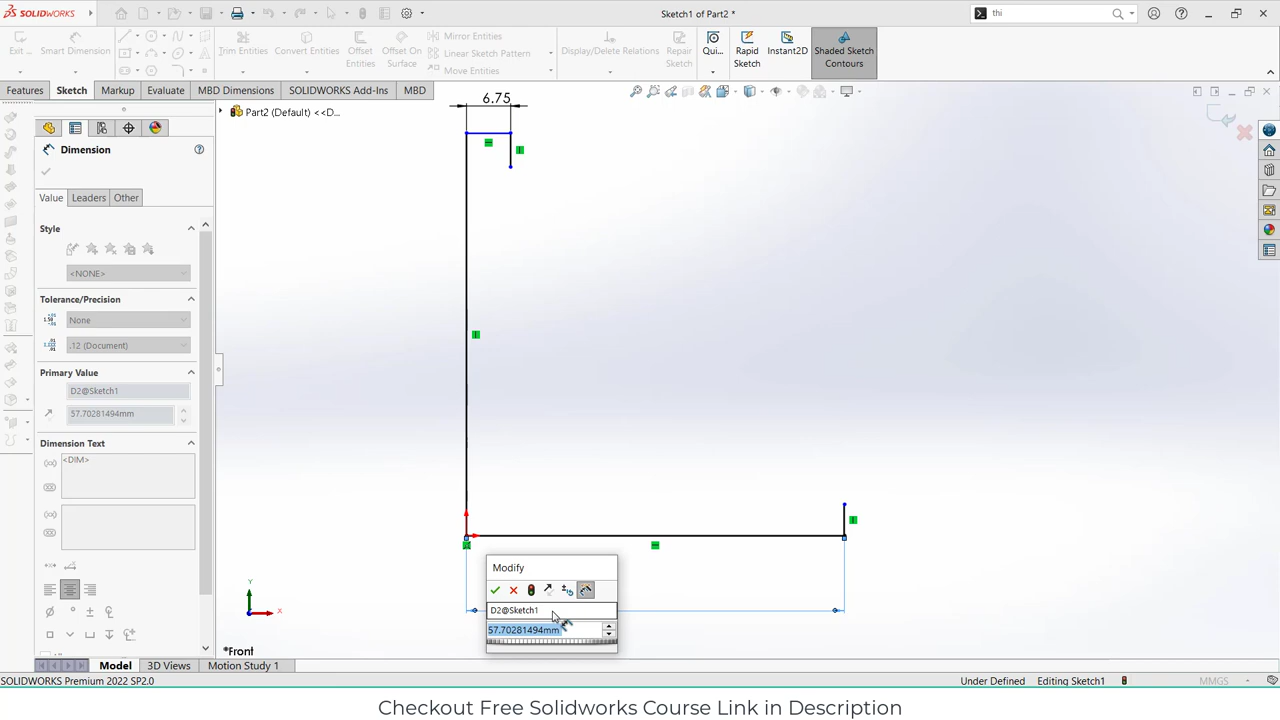 SOLIDWORKS
Sketch1 of Part2 *
thi
Exit ...
Smart Dimension
Trim Entities
Convert Entities
Offset Entities
Offset On Surface
Mirror Entities
Linear Sketch Pattern
Move Entities
Display/Delete Relations
Repair Sketch
Qui...
Rapid Sketch
Instant2D
Shaded Sketch Contours
Features
Sketch
Markup
Evaluate
MBD Dimensions
SOLIDWORKS Add-Ins
MBD
Part2 (Default) <<D...
6.75
Dimension
Value
Leaders
Other
Style
<NONE>
Tolerance/Precision
None
.12 (Document)
Primary Value
D2@Sketch1
57.70281494mm
Dimension Text
<DIM>
Modify
D2@Sketch1
57.70281494mm
Y
X
*Front
Model
3D Views
Motion Study 1
SOLIDWORKS Premium 2022 SP2.0
Under Defined
Editing Sketch1
MMGS
Checkout Free Solidworks Course Link in Description